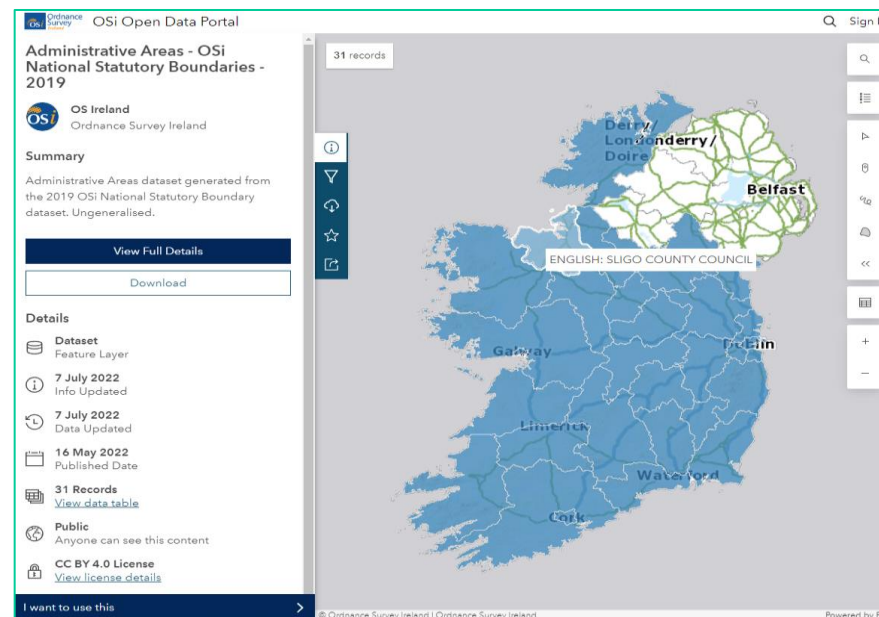 OSi Ordnance Survey Ireland OSi Open Data Portal
Sign
Administrative Areas - OSi
National Statutory Boundaries -
2019
OSi
OS Ireland
Ordnance Survey Ireland
Summary
Administrative Areas dataset generated from
the 2019 OSi National Statutory Boundary
dataset. Ungeneralised.
View Full Details
Download
Details
Dataset
Feature Layer
7 July 2022
Info Updated
7 July 2022
Data Updated
16 May 2022
Published Date
31 Records
View data table
Public
Anyone can see this content
CC BY 4.0 License
View license details
I want to use this
31 records
Derry/
Londonderry/
Doire
Belfast
ENGLISH: SLIGO COUNTY COUNCIL
Galway
Dublin
Limerick
Waterford
Cork
© Ordnance Survey Ireland | Ordnance Survey Ireland
Powered by